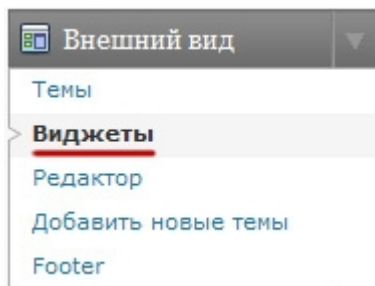 Внешний вид
Темы
Виджеты
Редактор
Добавить новые темы
Footer